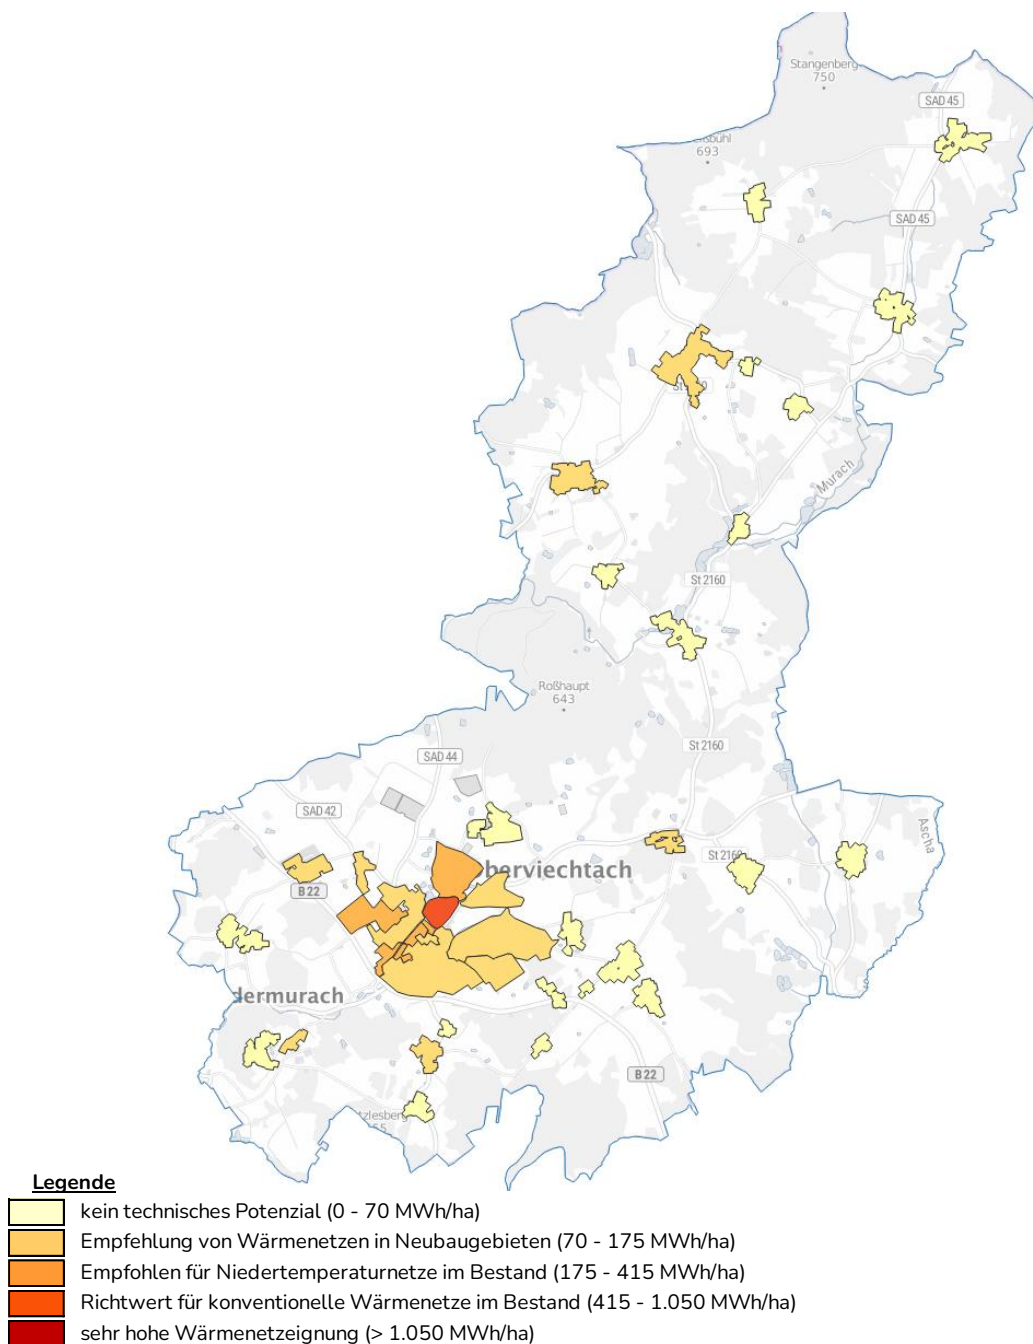 Stangenberg
750
SAD 45
693
SAD 45
Murach
St 2160
Roßhaupt
643
St 2160
SAD 44
SAD 42
Ascha
St 2160
berviechtach
B 22
dermurach
B 22
tzlesberg
Legende
kein technisches Potenzial (0 - 70 MWh/ha)
Empfehlung von Wärmenetzen in Neubaugebieten (70 - 175 MWh/ha)
Empfohlen für Niedertemperaturnetze im Bestand (175 - 415 MWh/ha)
Richtwert für konventionelle Wärmenetze im Bestand (415 - 1.050 MWh/ha)
sehr hohe Wärmenetzeignung (> 1.050 MWh/ha)